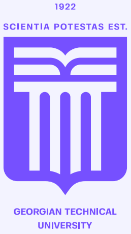 1922
SCIENTIA POTESTAS EST.
GEORGIAN TECHNICAL
UNIVERSITY